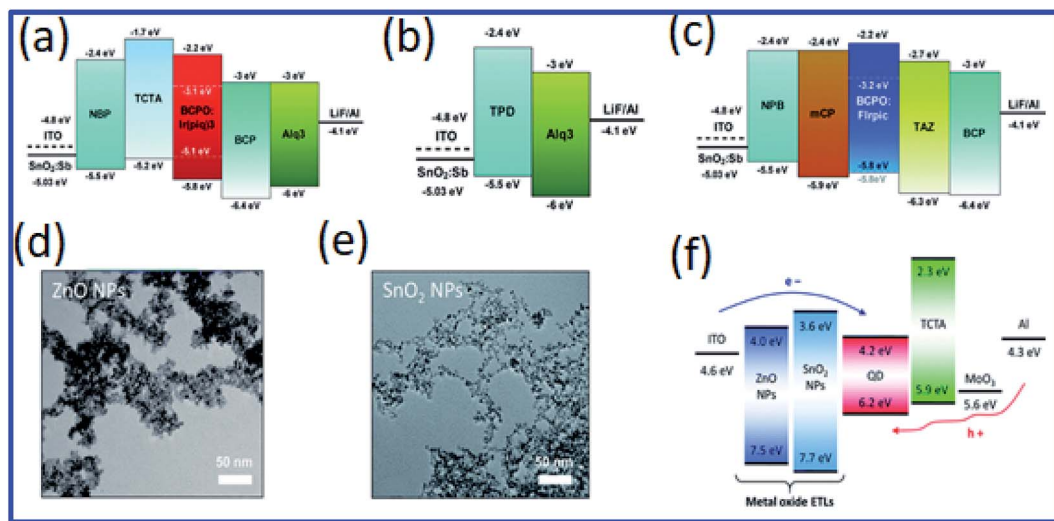 (a)
-1.7 eV
-2.4 eV
-2.2 eV
-3 eV
-3 eV
-3.1 eV
TCTA
NBP
BCPO:
Ir(piq)3
BCP
Alq3
LiF/Al
-4.1 eV
-4.8 eV
ITO
SnO2:Sb
-5.03 eV
-5.1 eV
-5.2 eV
-5.5 eV
-5.8 eV
-6.4 eV
-6 eV
(b)
-2.4 eV
-3 eV
TPD
Alq3
LiF/Al
-4.1 eV
-4.8 eV
ITO
SnO2:Sb
-5.03 eV
-5.5 eV
-6 eV
(c)
-2.4 eV
-2.4 eV
-2.2 eV
-2.7 eV
-3 eV
-3.2 eV
NPB
mCP
BCPO:
FIrpic
TAZ
BCP
LiF/Al
-4.1 eV
-4.8 eV
ITO
SnO2:Sb
-5.03 eV
-5.5 eV
-5.9 eV
-5.8 eV
-5.8eV
-6.3 eV
-6.4 eV
(d)
ZnO NPs
50 nm
(e)
SnO2 NPs
50 nm
(f)
e –
ITO
4.6 eV
4.0 eV
ZnO
NPs
7.5 eV
3.6 eV
SnO2
NPs
7.7 eV
4.2 eV
QD
6.2 eV
2.3 eV
TCTA
5.9 eV
MoO3
5.6 eV
Al
4.3 eV
h +
Metal oxide ETLs